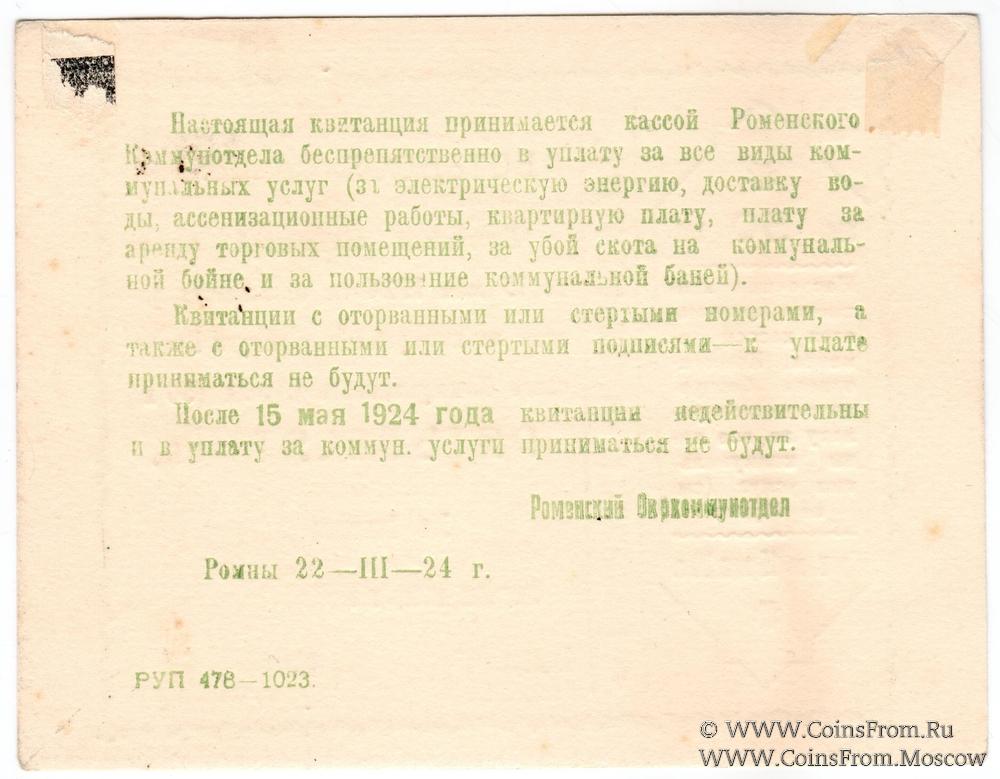 Настоящая квитанция принимается кассой Роменского
Коммунотдела беспрепятственно в уплату за все виды ком-
мунальных услуг (за электрическую энергию, доставку во-
ды, ассенизационные работы, квартирную плату, плату за
аренду торговых помещений, за убой скота на коммуналь-
ной бойне и за пользование коммунальной баней).
Квитанции с оторванными или стертыми номерами, а
также с оторванными или стертыми подписями—к уплате
приниматься не будут.
После 15 мая 1924 года квитанции недействительны
и в уплату за коммун. услуги приниматься не будут.
Роменский Окркоммунотдел
Ромны 22—III—24 г.
РУП 478—1023.
© WWW.CoinsFrom.Ru
WWW.CoinsFrom.Moscow